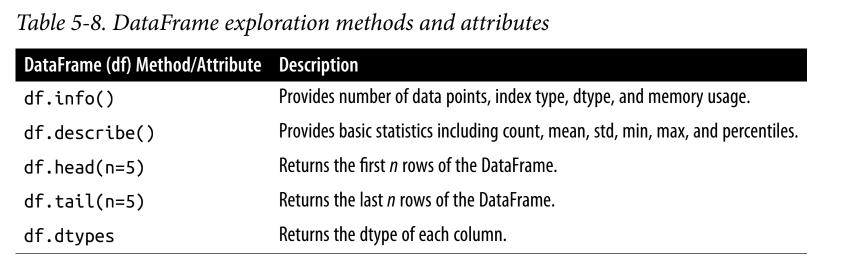 Table 5-8. DataFrame exploration methods and attributes
DataFrame (df) Method/Attribute Description
df.info() Provides number of data points, index type, dtype, and memory usage.
df.describe() Provides basic statistics including count, mean, std, min, max, and percentiles.
df.head(n=5) Returns the first n rows of the DataFrame.
df.tail(n=5) Returns the last n rows of the DataFrame.
df.dtypes Returns the dtype of each column.